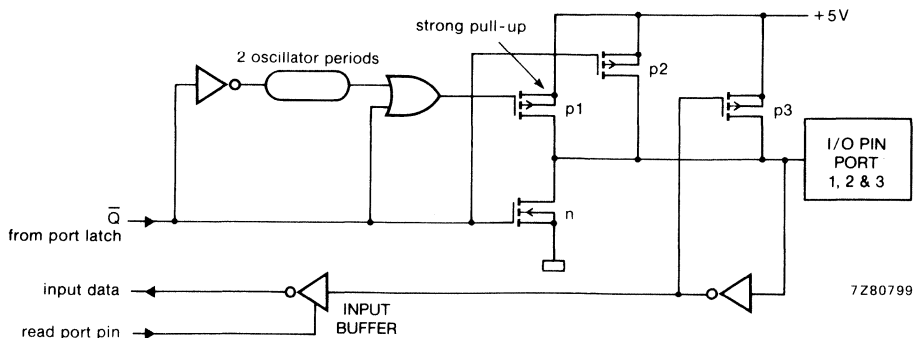 strong pull-up
+5V
2 oscillator periods
p2
p1
p3
I/O PIN
PORT
1, 2 & 3
Q̅
n
from port latch
input data
INPUT
BUFFER
7Z80799
read port pin